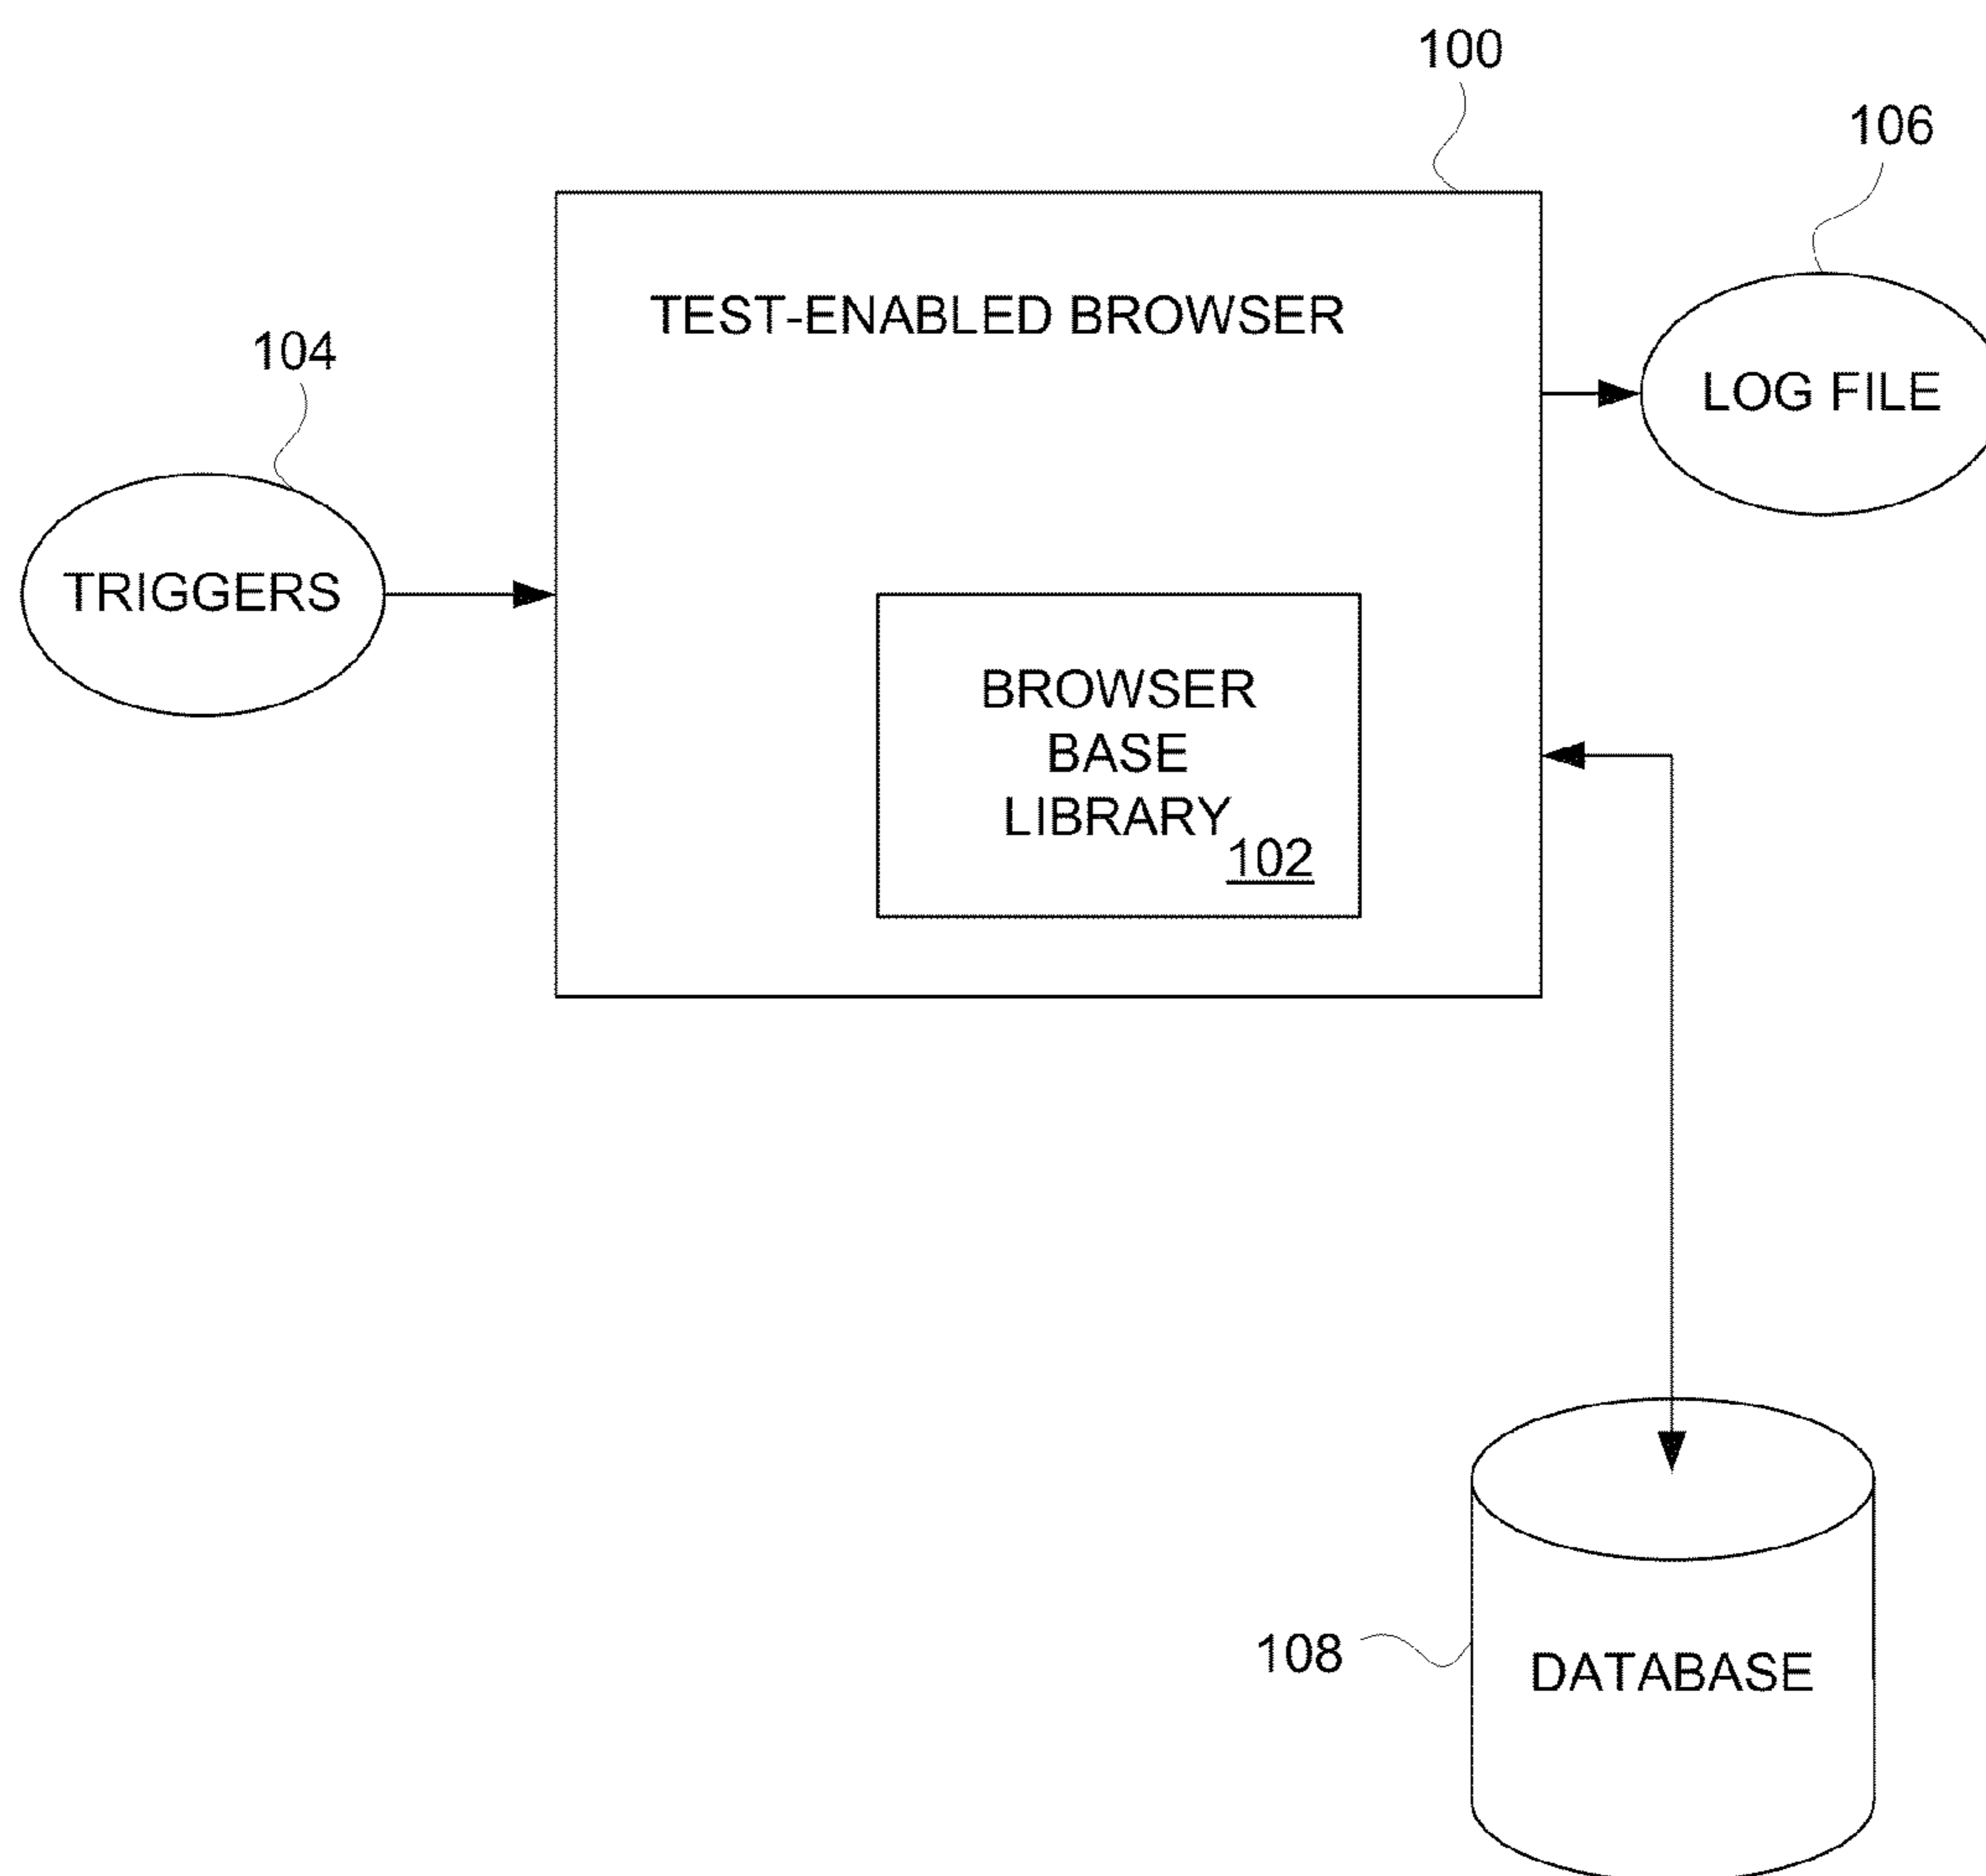 100
106
TEST-ENABLED BROWSER
104
LOG FILE
TRIGGERS
BROWSER
BASE
LIBRARY
102
108
DATABASE